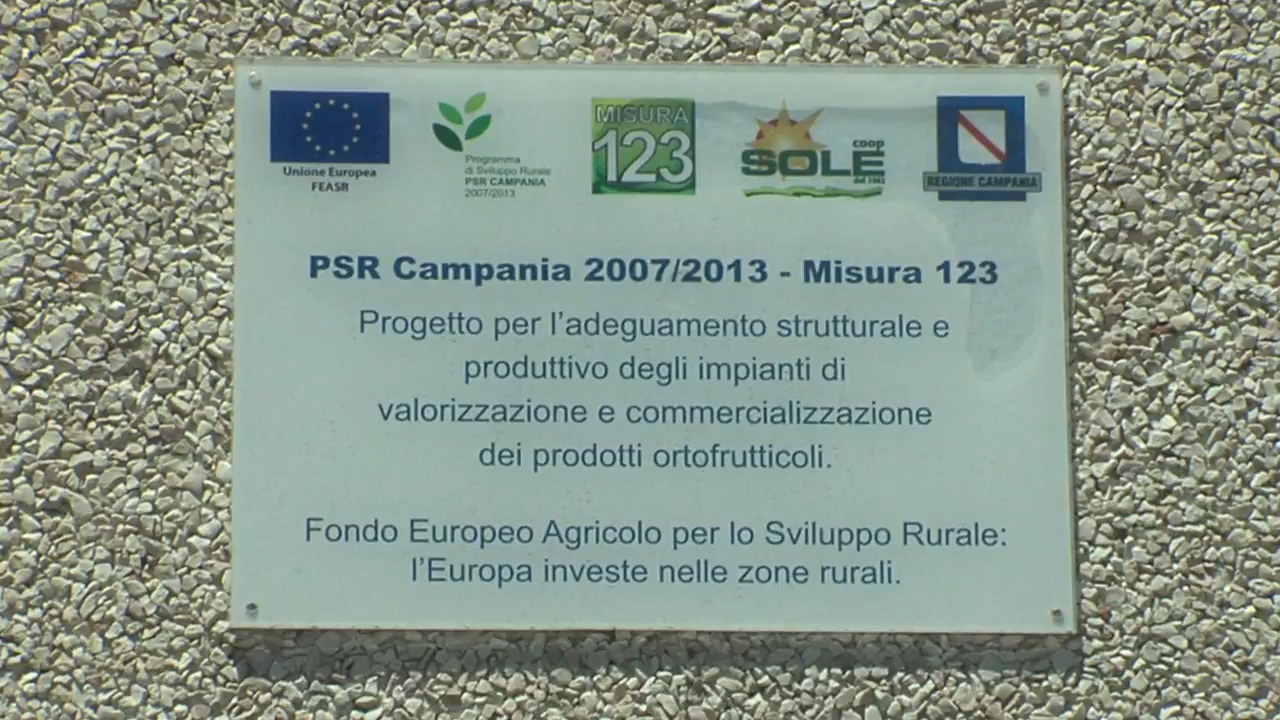 Unione Europea
FEASR
Programma
di Sviluppo Rurale
PSR CAMPANIA
2007/2013
MISURA
123
coop
SOLE
dal 1962
REGIONE CAMPANIA
PSR Campania 2007/2013 - Misura 123
Progetto per l'adeguamento strutturale e
produttivo degli impianti di
valorizzazione e commercializzazione
dei prodotti ortofrutticoli.
Fondo Europeo Agricolo per lo Sviluppo Rurale:
l'Europa investe nelle zone rurali.